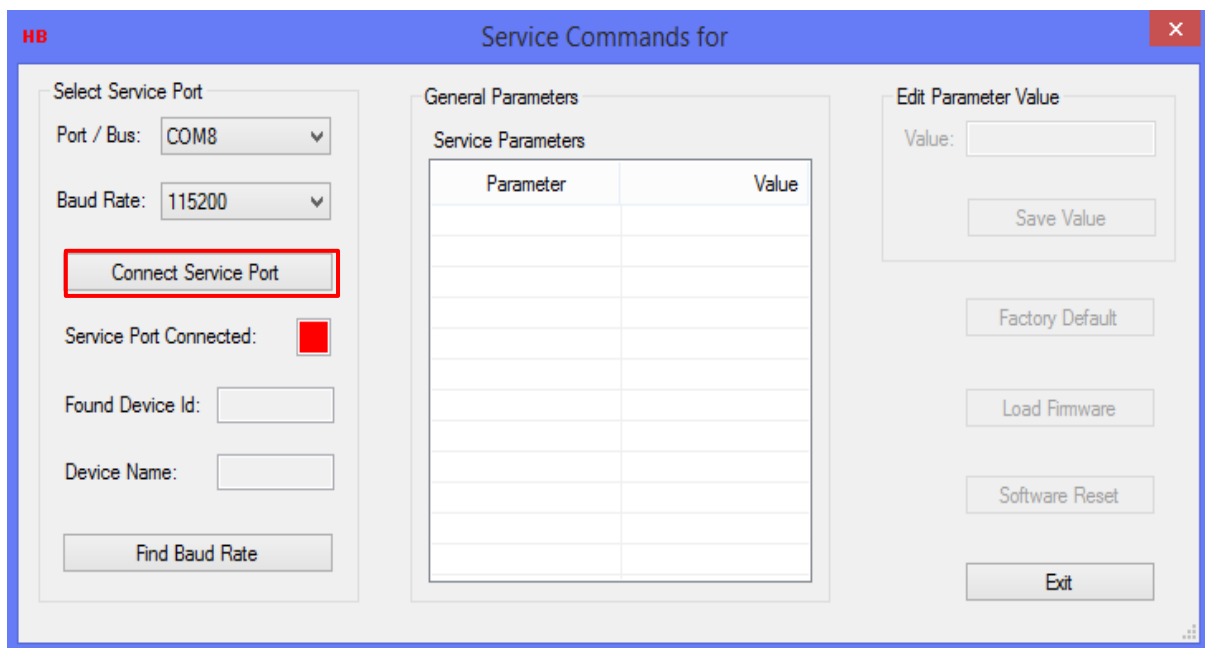 HB
Service Commands for
Select Service Port
Port / Bus: COM8
Baud Rate: 115200
Connect Service Port
Service Port Connected:
Found Device Id:
Device Name:
Find Baud Rate
General Parameters
Service Parameters
Parameter Value
Edit Parameter Value
Value:
Save Value
Factory Default
Load Firmware
Software Reset
Exit